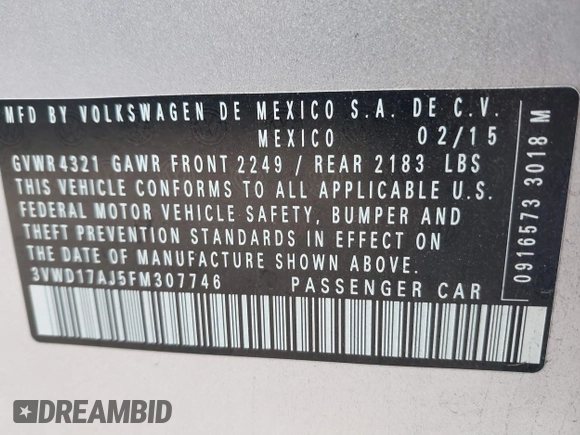 MFD BY VOLKSWAGEN DE MEXICO S.A. DE C.V.
MEXICO 02/15
GVWR 4321 GAWR FRONT 2249 / REAR 2183 LBS
THIS VEHICLE CONFORMS TO ALL APPLICABLE U.S.
FEDERAL MOTOR VEHICLE SAFETY, BUMPER AND
THEFT PREVENTION STANDARDS IN EFFECT ON
THE DATE OF MANUFACTURE SHOWN ABOVE.
3VWD17AJ5FM307746 PASSENGER CAR
0916573 3018 M
DREAMBID